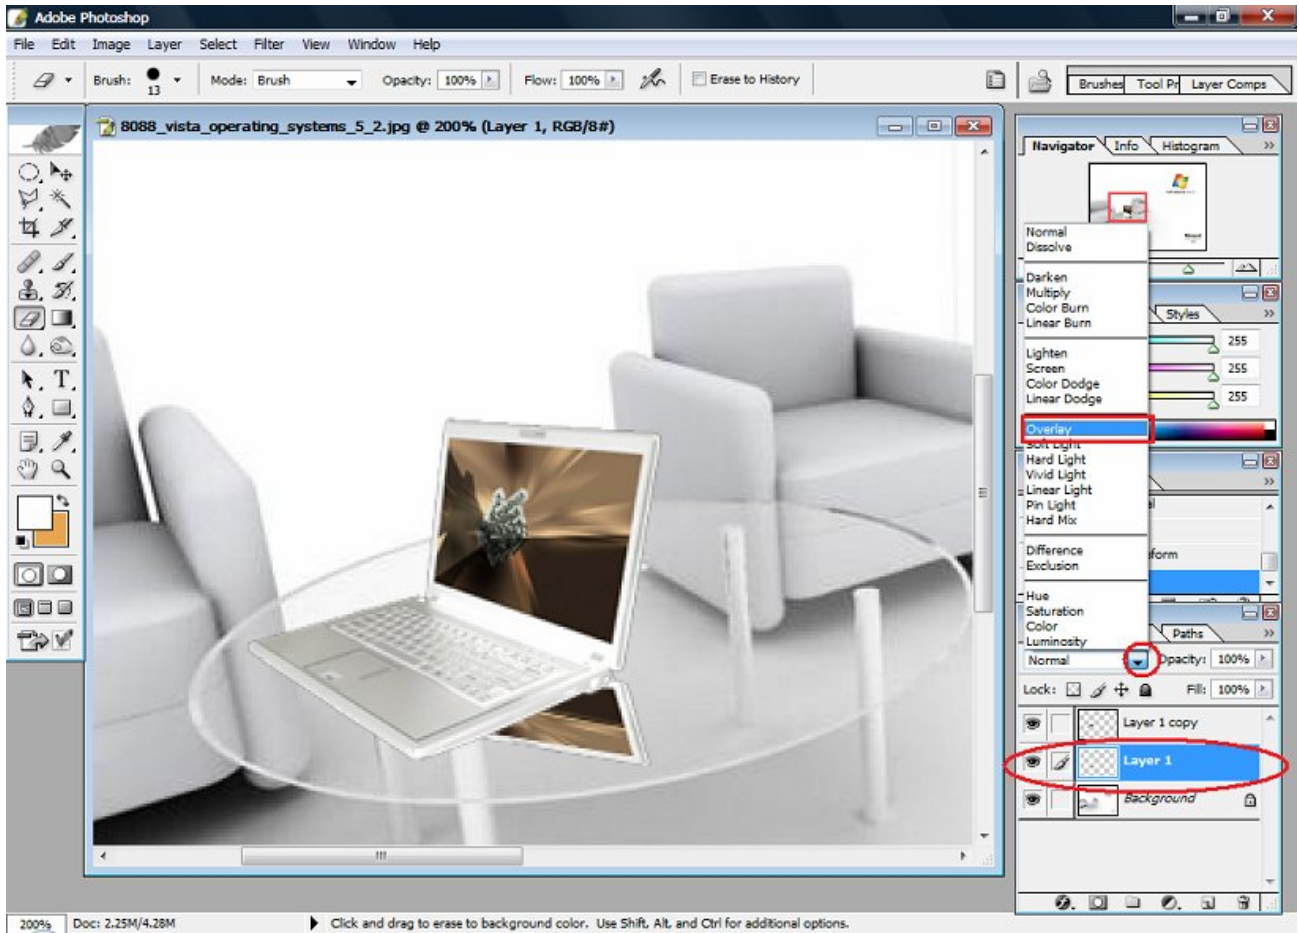 Adobe Photoshop
File Edit Image Layer Select Filter View Window Help
Brush: 13 Mode: Brush Opacity: 100% Flow: 100% Erase to History
Brushes Tool Pr Layer Comps
8088_vista_operating_systems_5_2.jpg @ 200% (Layer 1, RGB/8#)
Navigator Info Histogram
Normal
Dissolve
Darken
Multiply
Color Burn
Linear Burn
Styles
Lighten
Screen
Color Dodge
Linear Dodge
255
255
255
Overlay
Soft Light
Hard Light
Vivid Light
Linear Light
Pin Light
Hard Mix
Difference
Exclusion
Hue
Saturation
Color
Luminosity
Paths
Normal Opacity: 100%
Lock: Fill: 100%
Layer 1 copy
Layer 1
Background
200% Doc: 2.25M/4.28M Click and drag to erase to background color. Use Shift, Alt, and Ctrl for additional options.